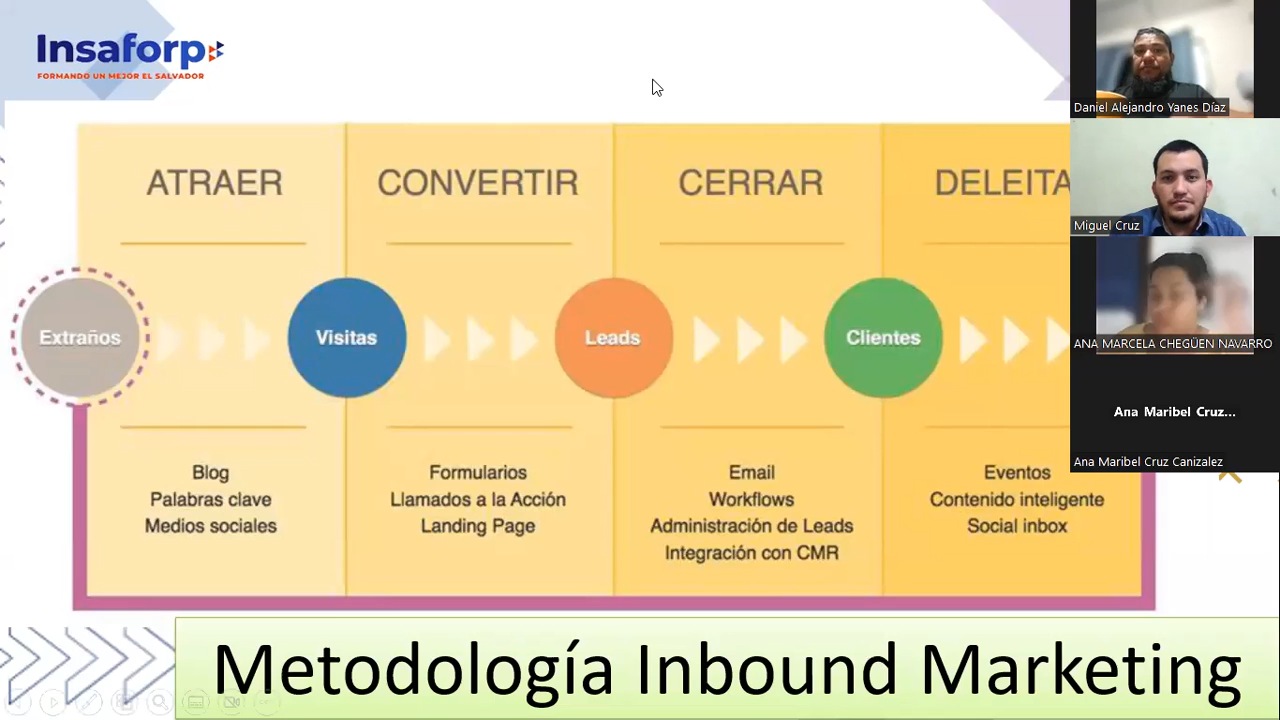 Insaforp
FORMANDO UN MEJOR EL SALVADOR
ATRAER
CONVERTIR
CERRAR
DELEITA
Extraños
Visitas
Leads
Clientes
Blog
Palabras clave
Medios sociales
Formularios
Llamados a la Acción
Landing Page
Email
Workflows
Administración de Leads
Integración con CMR
Eventos
Contenido inteligente
Social inbox
Metodología Inbound Marketing
Daniel Alejandro Yanes Díaz
Miguel Cruz
ANA MARCELA CHEGÜEN NAVARRO
Ana Maribel Cruz...
Ana Maribel Cruz Canizalez